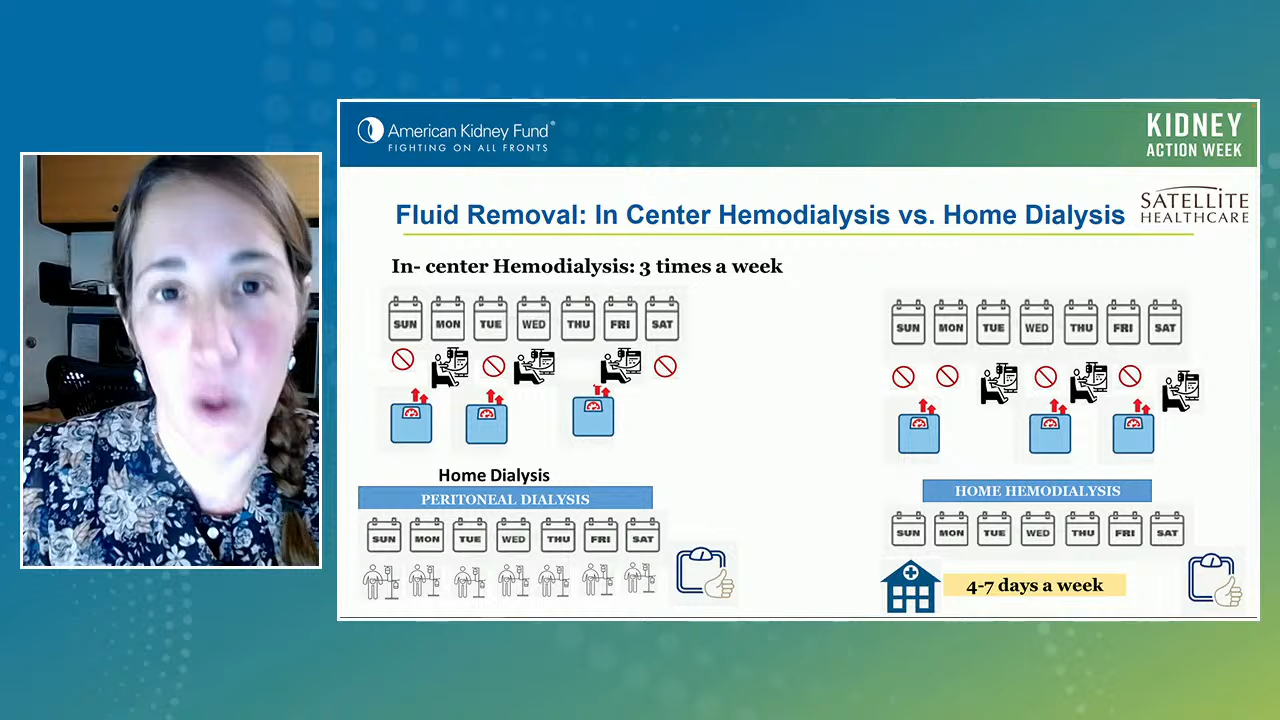 American Kidney Fund®
FIGHTING ON ALL FRONTS
KIDNEY
ACTION WEEK
SATELLITE
HEALTHCARE
Fluid Removal: In Center Hemodialysis vs. Home Dialysis
In- center Hemodialysis: 3 times a week
SUN MON TUE WED THU FRI SAT
SUN MON TUE WED THU FRI SAT
Home Dialysis
PERITONEAL DIALYSIS
HOME HEMODIALYSIS
SUN MON TUE WED THU FRI SAT
SUN MON TUE WED THU FRI SAT
4-7 days a week